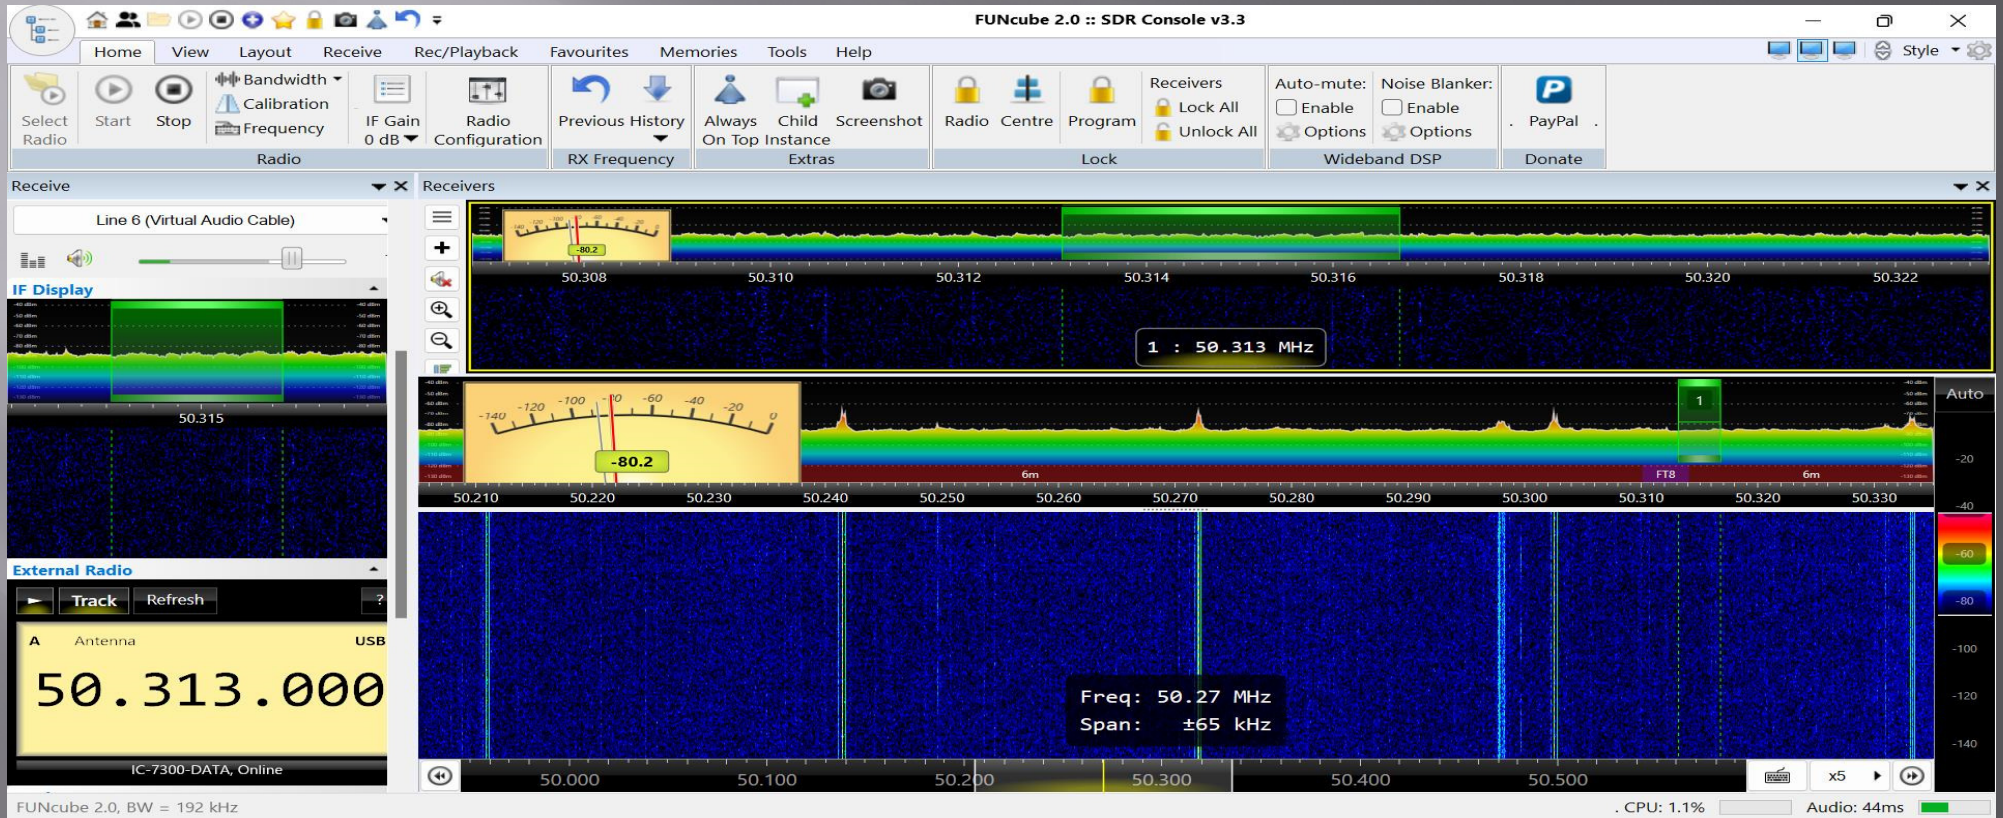 FUNcube 2.0 :: SDR Console v3.3
Home View Layout Receive Rec/Playback Favourites Memories Tools Help Style
Select Radio
Start
Stop
Bandwidth
Calibration
Frequency
IF Gain
0 dB
Radio
Configuration
Radio
Previous
History
RX Frequency
Always
On Top
Child
Instance
Screenshot
Extras
Radio
Centre
Program
Receivers
Lock All
Unlock All
Lock
Auto-mute:
Enable
Options
Noise Blanker:
Enable
Options
Wideband DSP
. PayPal .
Donate
Receive
Line 6 (Virtual Audio Cable)
IF Display
50.315
External Radio
Track Refresh ?
A Antenna USB
50.313.000
IC-7300-DATA, Online
Receivers
-80.2
50.308 50.310 50.312 50.314 50.316 50.318 50.320 50.322
1 : 50.313 MHz
-140 -120 -100 -60 -40 -20 0
-80.2
1
6m FT8 6m
50.210 50.220 50.230 50.240 50.250 50.260 50.270 50.280 50.290 50.300 50.310 50.320 50.330
Auto
-20
-40
-60
-80
-100
-120
-140
Freq: 50.27 MHz
Span: ±65 kHz
50.000 50.100 50.200 50.300 50.400 50.500
x5
FUNcube 2.0, BW = 192 kHz
. CPU: 1.1% Audio: 44ms